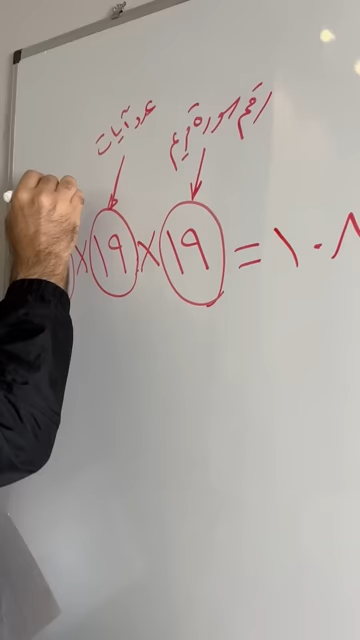 رقم سورة مريم
عدد آيات
١٠٨ = ١٩ × ١٩ ×